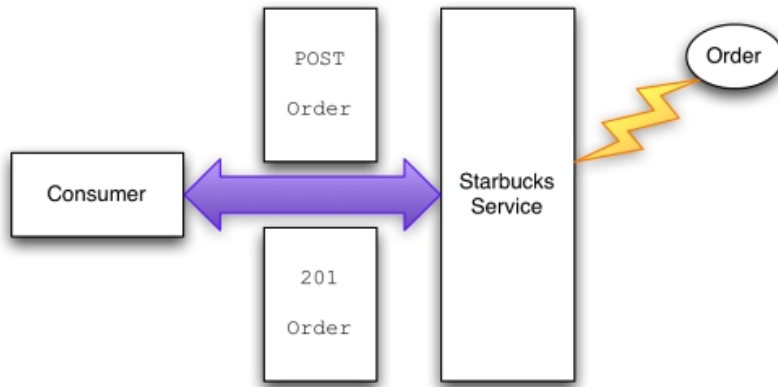 POST
Order
Order
Consumer
Starbucks
Service
201
Order